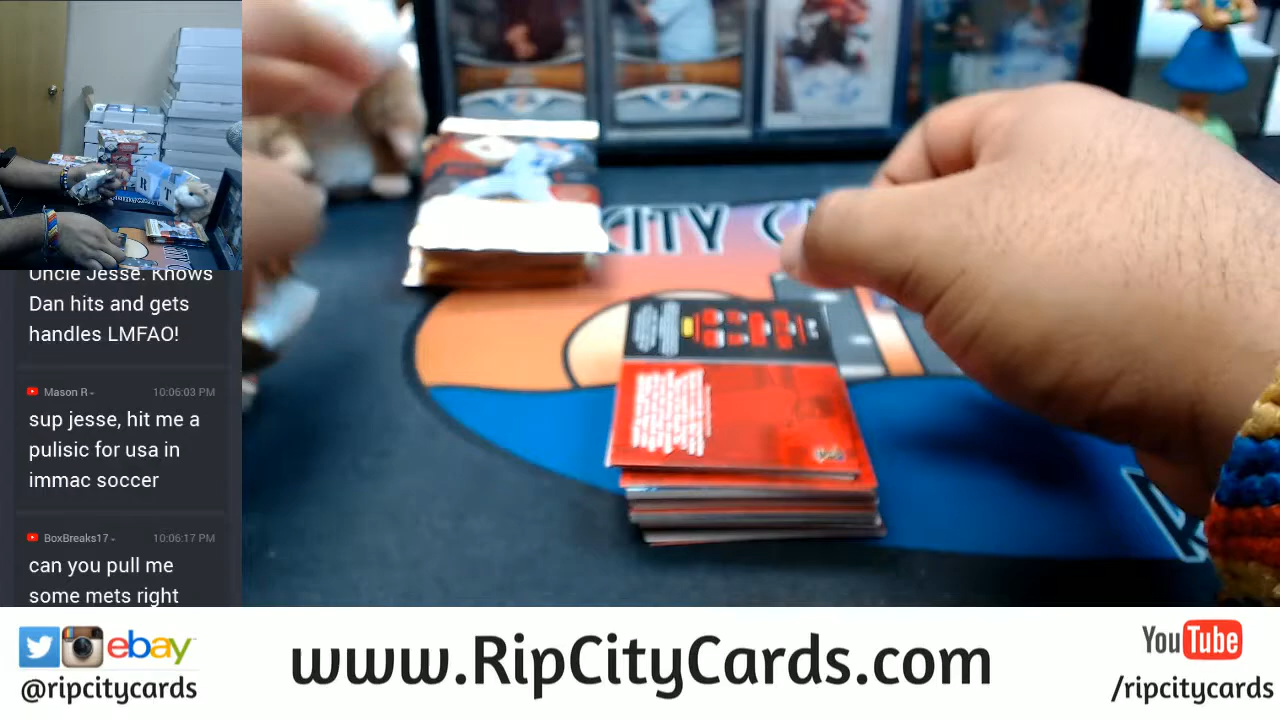 Uncle Jesse. Knows
Dan hits and gets
handles LMFAO!
Mason R
10:06:03 PM
sup jesse, hit me a
pulisic for usa in
immac soccer
BoxBreaks17
10:06:17 PM
can you pull me
some mets right
CITY
ebay
@ripcitycards
www.RipCityCards.com
YouTube
/ripcitycards